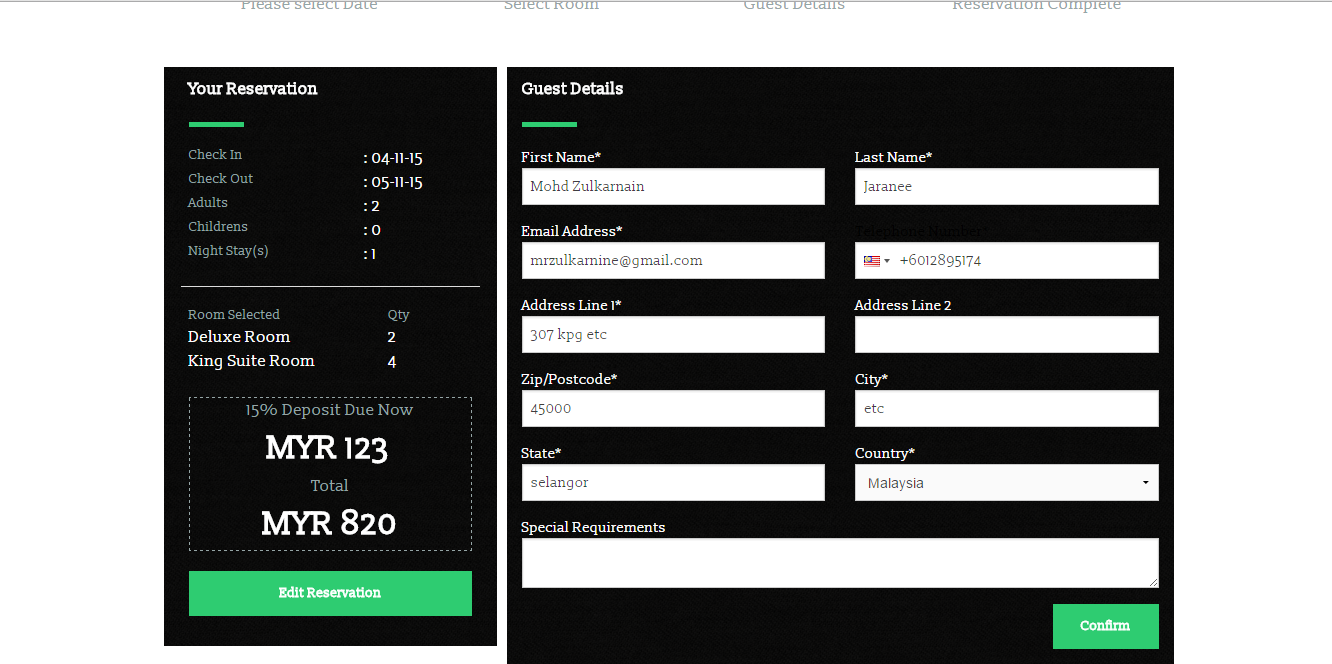 Please select Date Select Room Guest Details Reservation Complete
Your Reservation
Check In : 04-11-15
Check Out : 05-11-15
Adults : 2
Childrens : 0
Night Stay(s) : 1
Room Selected Qty
Deluxe Room 2
King Suite Room 4
15% Deposit Due Now
MYR 123
Total
MYR 820
Edit Reservation
Guest Details
First Name* Last Name*
Mohd Zulkarnain Jaranee
Email Address* Telephone Number*
mrzulkarnine@gmail.com +6012895174
Address Line 1* Address Line 2
307 kpg etc
Zip/Postcode* City*
45000 etc
State* Country*
selangor Malaysia
Special Requirements
Confirm